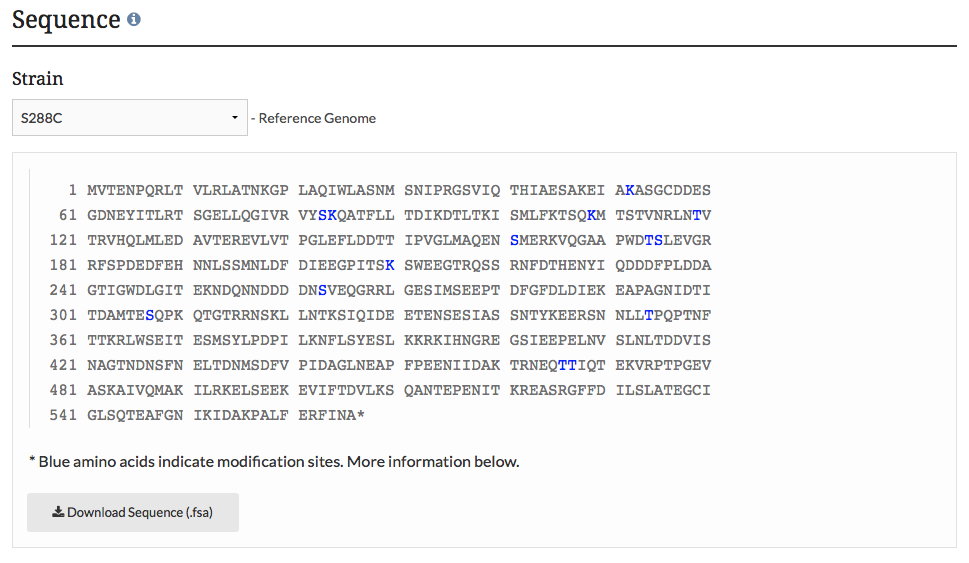 Sequence
Strain
S288C - Reference Genome
1 MVTENPQRLT VLRLATNKGP LAQIWLASNM SNIPRGSVIQ THIAESAKEI AKASGCDDES
61 GDNEYITLRT SGELLQGIVR VYSKQATFLL TDIKDTLTKI SMLFKTSQKM TSTVNRLNTV
121 TRVHQLMLED AVTEREVLVT PGLEFLDDTT IPVGLMAQEN SMERKVQGAA PWDTSLEVGR
181 RFSPDEDFEH NNLSSMNLDF DIEEGPITSK SWEEGTRQSS RNFDTHENYI QDDDFPLDDA
241 GTIGWDLGIT EKNDQNNDDD DNSVEQGRRL GESIMSEEPT DFGFDLDIEK EAPAGNIDTI
301 TDAMTESQPK QTGTRRNSKL LNTKSIQIDE ETENSESIAS SNTYKEERSN NLLTPQPTNF
361 TTKRLWSEIT ESMSYLPDPI LKNFLSYESL KKRKIHNGRE GSIEEPELNV SLNLTDDVIS
421 NAGTNDNSFN ELTDNMSDFV PIDAGLNEAP FPEENIIDAK TRNEQTTIQT EKVRPTPGEV
481 ASKAIVQMAK ILRKELSEEK EVIFTDVLKS QANTEPENIT KREASRGFFD ILSLATEGCI
541 GLSQTEAFGN IKIDAKPALF ERFINA*
* Blue amino acids indicate modification sites. More information below.
Download Sequence (.fsa)